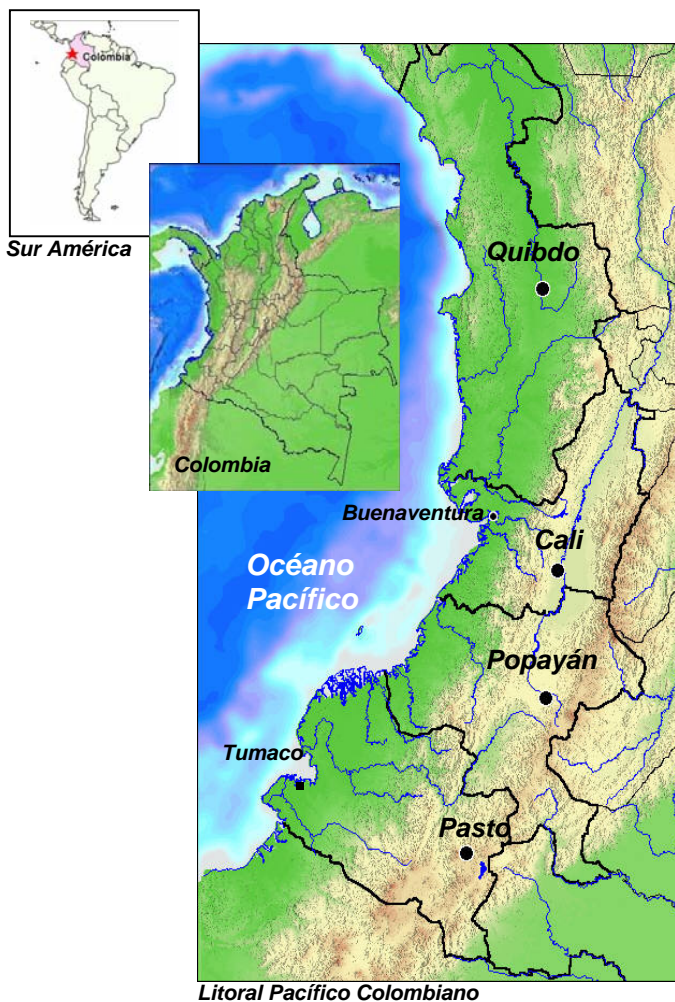 Colombia
Sur América
Quibdo
Colombia
Buenaventura
Cali
Océano
Pacífico
Popayán
Tumaco
Pasto
Litoral Pacífico Colombiano